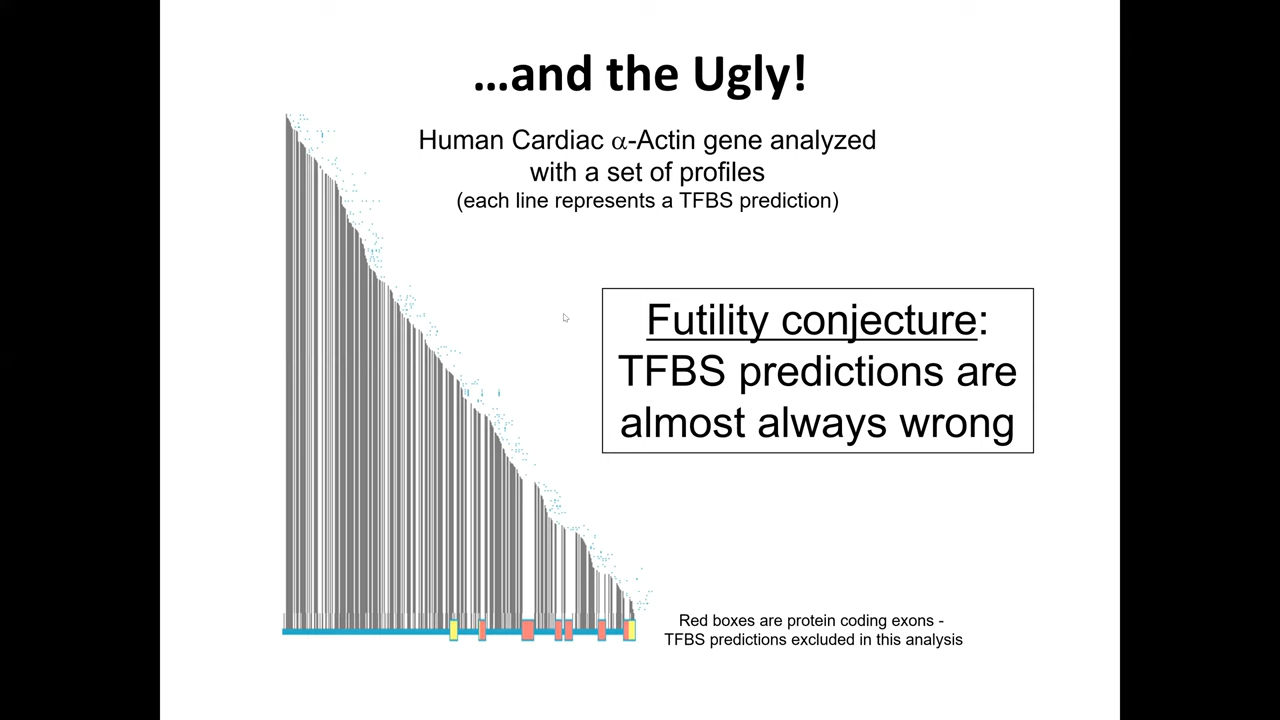 …and the Ugly!
Human Cardiac α-Actin gene analyzed
with a set of profiles
(each line represents a TFBS prediction)
Futility conjecture:
TFBS predictions are
almost always wrong
Red boxes are protein coding exons -
TFBS predictions excluded in this analysis